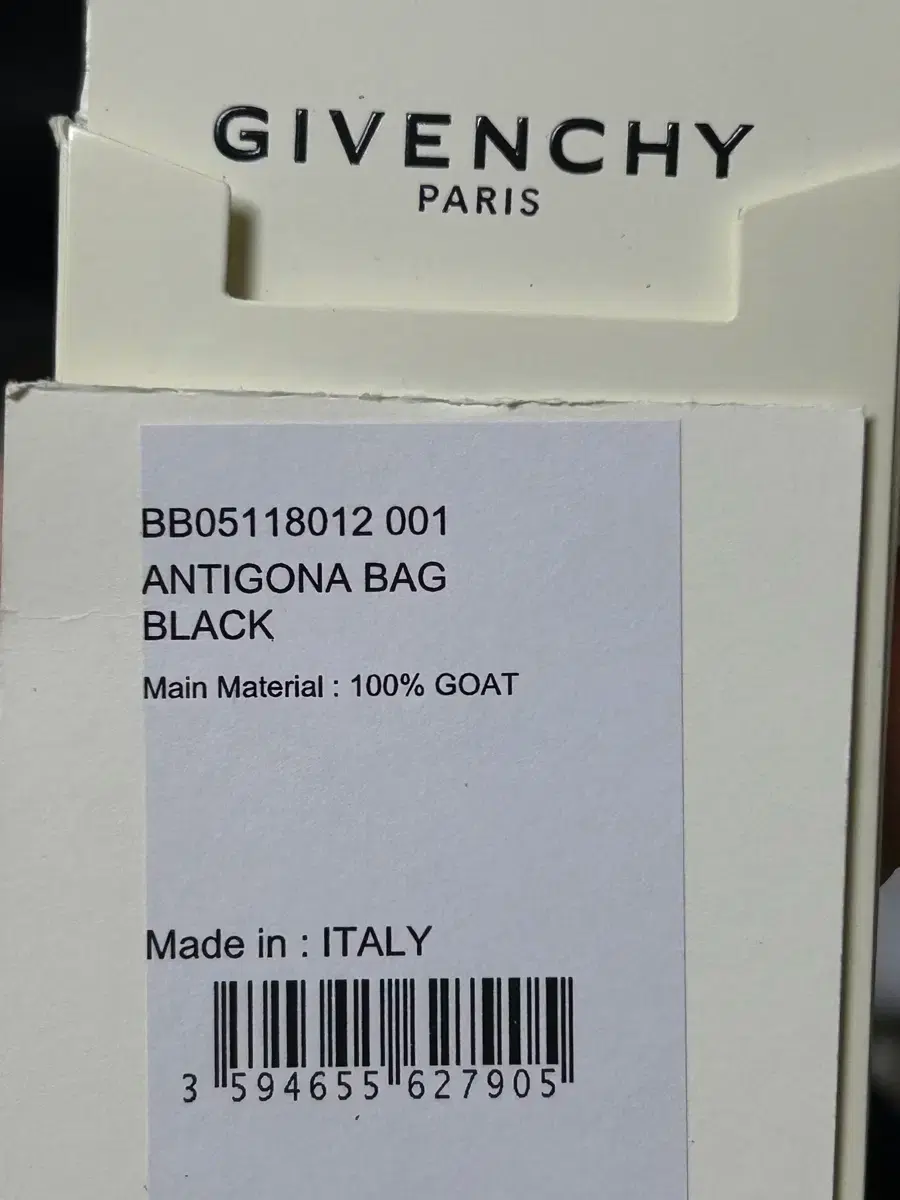 GIVENCHY
PARIS
BB05118012 001
ANTIGONA BAG
BLACK
Main Material : 100% GOAT
Made in : ITALY
3 594655 627905